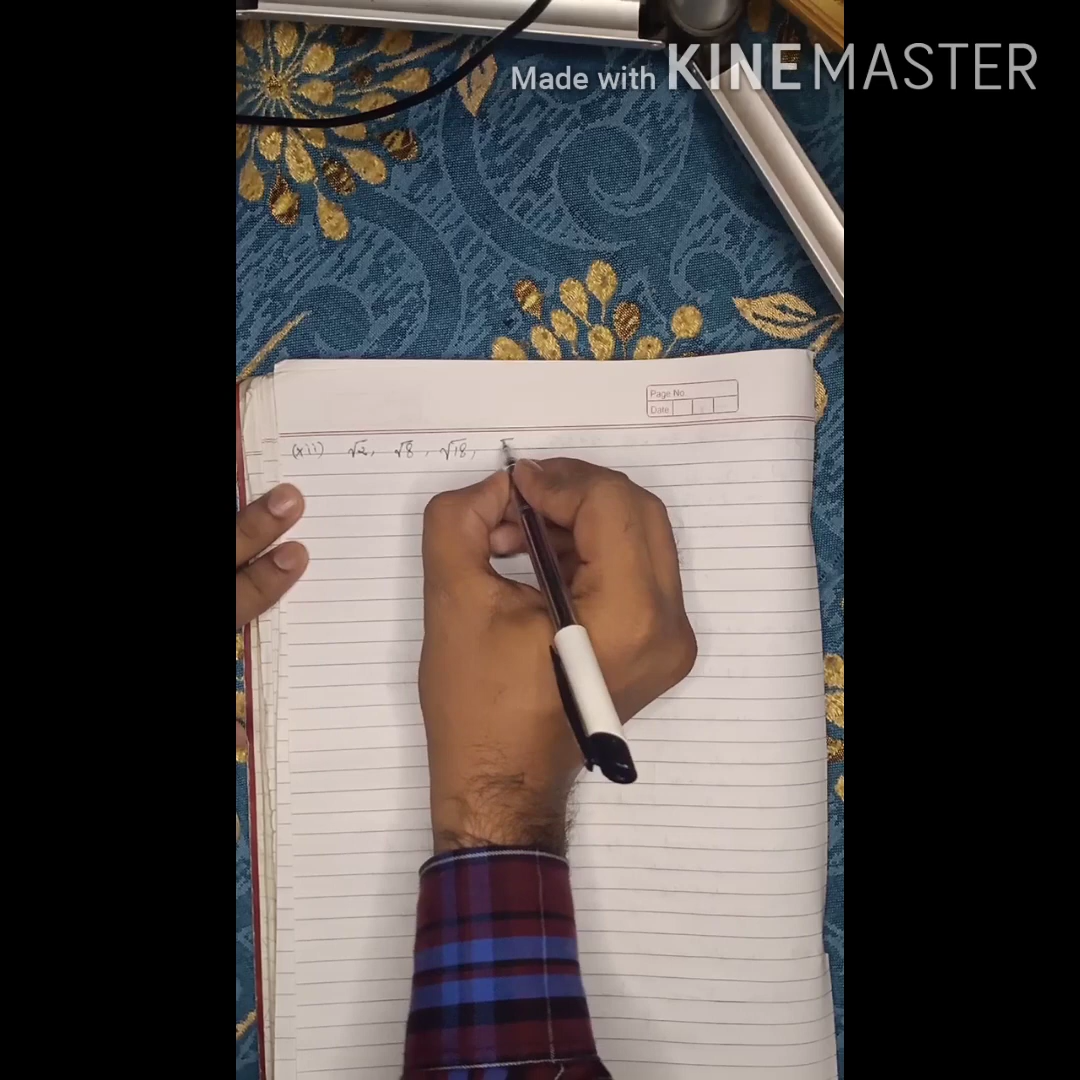 Made with KINEMASTER
Page No.
Date
(xii) √2, √8, √18, √